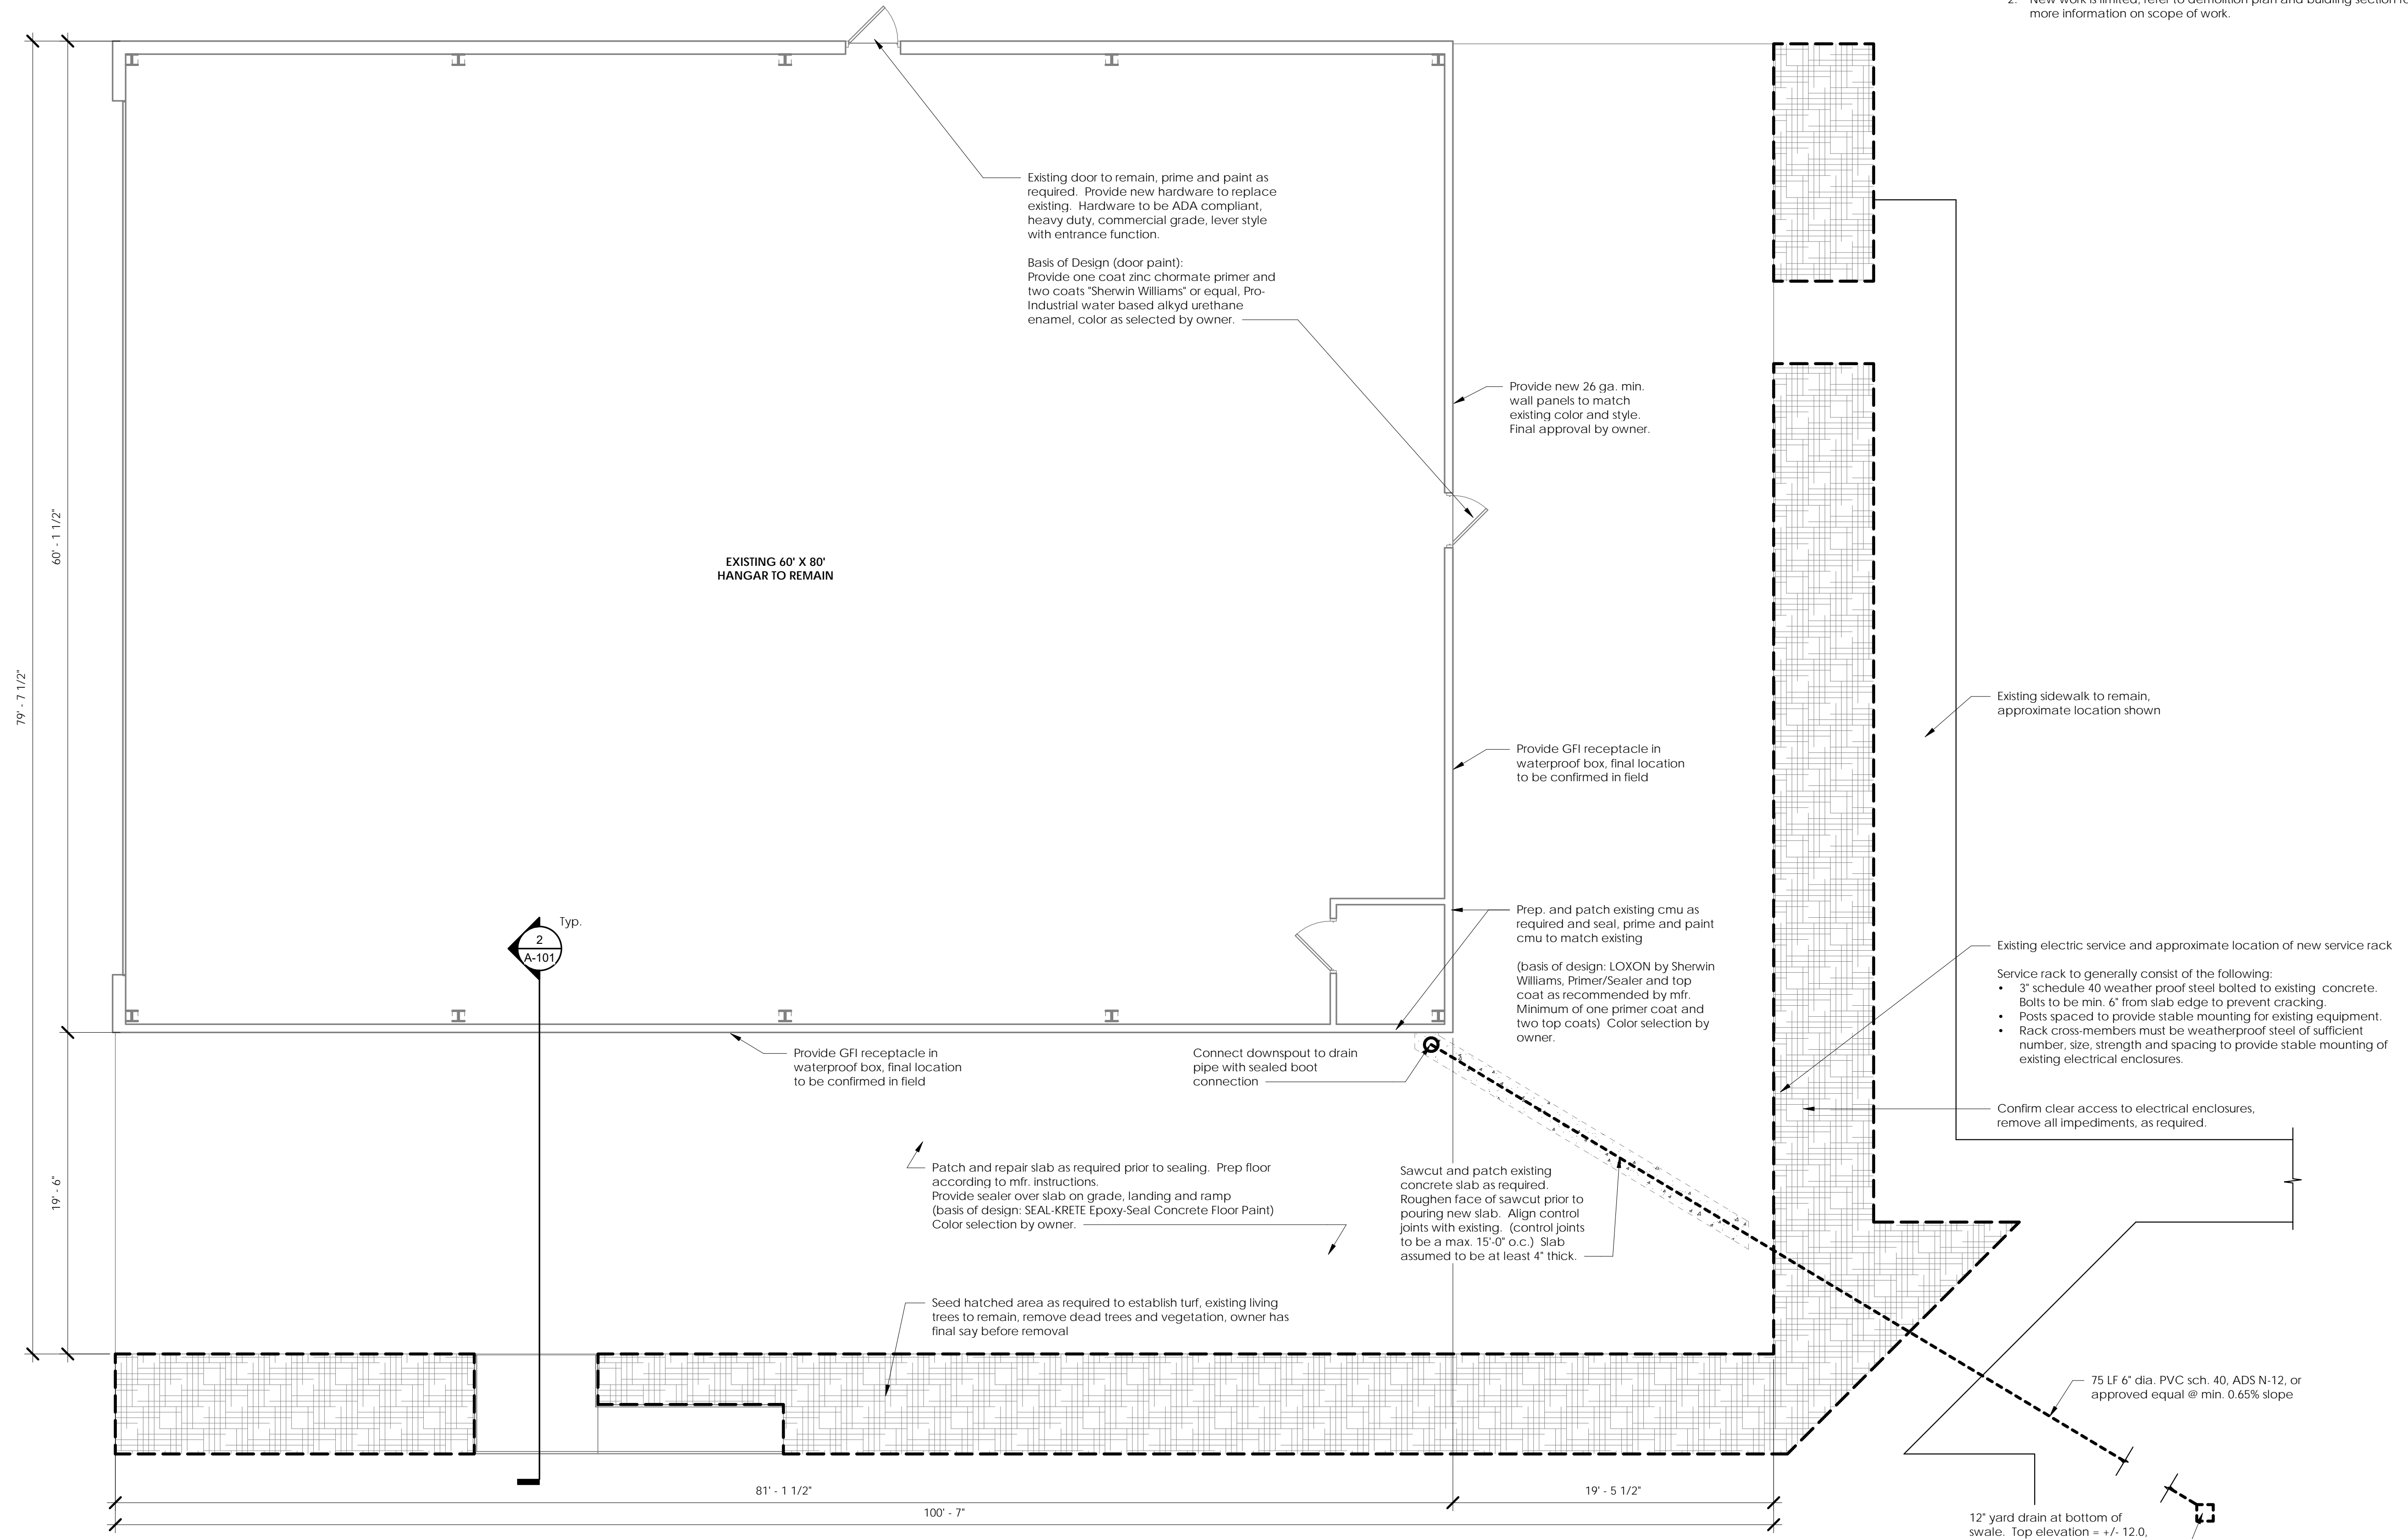 2. New work is limited, refer to demolition plan and building section
more information on scope of work.
Existing door to remain, prime and paint as
required. Provide new hardware to replace
existing. Hardware to be ADA compliant,
heavy duty, commercial grade, lever style
with entrance function.
Basis of Design (door paint):
Provide one coat zinc chormate primer and
two coats "Sherwin Williams" or equal, Pro-
Industrial water based alkyd urethane
enamel, color as selected by owner.
Provide new 26 ga. min.
wall panels to match
existing color and style.
Final approval by owner.
60' - 1 1/2"
79' - 7 1/2"
EXISTING 60' X 80'
HANGAR TO REMAIN
Existing sidewalk to remain,
approximate location shown
Provide GFI receptacle in
waterproof box, final location
to be confirmed in field
Typ.
2
A-101
Prep. and patch existing cmu as
required and seal, prime and paint
cmu to match existing
(basis of design: LOXON by Sherwin
Williams, Primer/Sealer and top
coat as recommended by mfr.
Minimum of one primer coat and
two top coats) Color selection by
owner.
Existing electric service and approximate location of new service rack
Service rack to generally consist of the following:
• 3" schedule 40 weather proof steel bolted to existing concrete.
Bolts to be min. 6" from slab edge to prevent cracking.
• Posts spaced to provide stable mounting for existing equipment.
• Rack cross-members must be weatherproof steel of sufficient
number, size, strength and spacing to provide stable mounting of
existing electrical enclosures.
Provide GFI receptacle in
waterproof box, final location
to be confirmed in field
Connect downspout to drain
pipe with sealed boot
connection
Confirm clear access to electrical enclosures,
remove all impediments, as required.
19' - 6"
Patch and repair slab as required prior to sealing. Prep floor
according to mfr. instructions.
Provide sealer over slab on grade, landing and ramp
(basis of design: SEAL-KRETE Epoxy-Seal Concrete Floor Paint)
Color selection by owner.
Sawcut and patch existing
concrete slab as required.
Roughen face of sawcut prior to
pouring new slab. Align control
joints with existing. (control joints
to be a max. 15'-0" o.c.) Slab
assumed to be at least 4" thick.
Seed hatched area as required to establish turf, existing living
trees to remain, remove dead trees and vegetation, owner has
final say before removal
75 LF 6" dia. PVC sch. 40, ADS N-12, or
approved equal @ min. 0.65% slope
81' - 1 1/2"
19' - 5 1/2"
100' - 7"
12" yard drain at bottom of
swale. Top elevation = +/- 12.0,